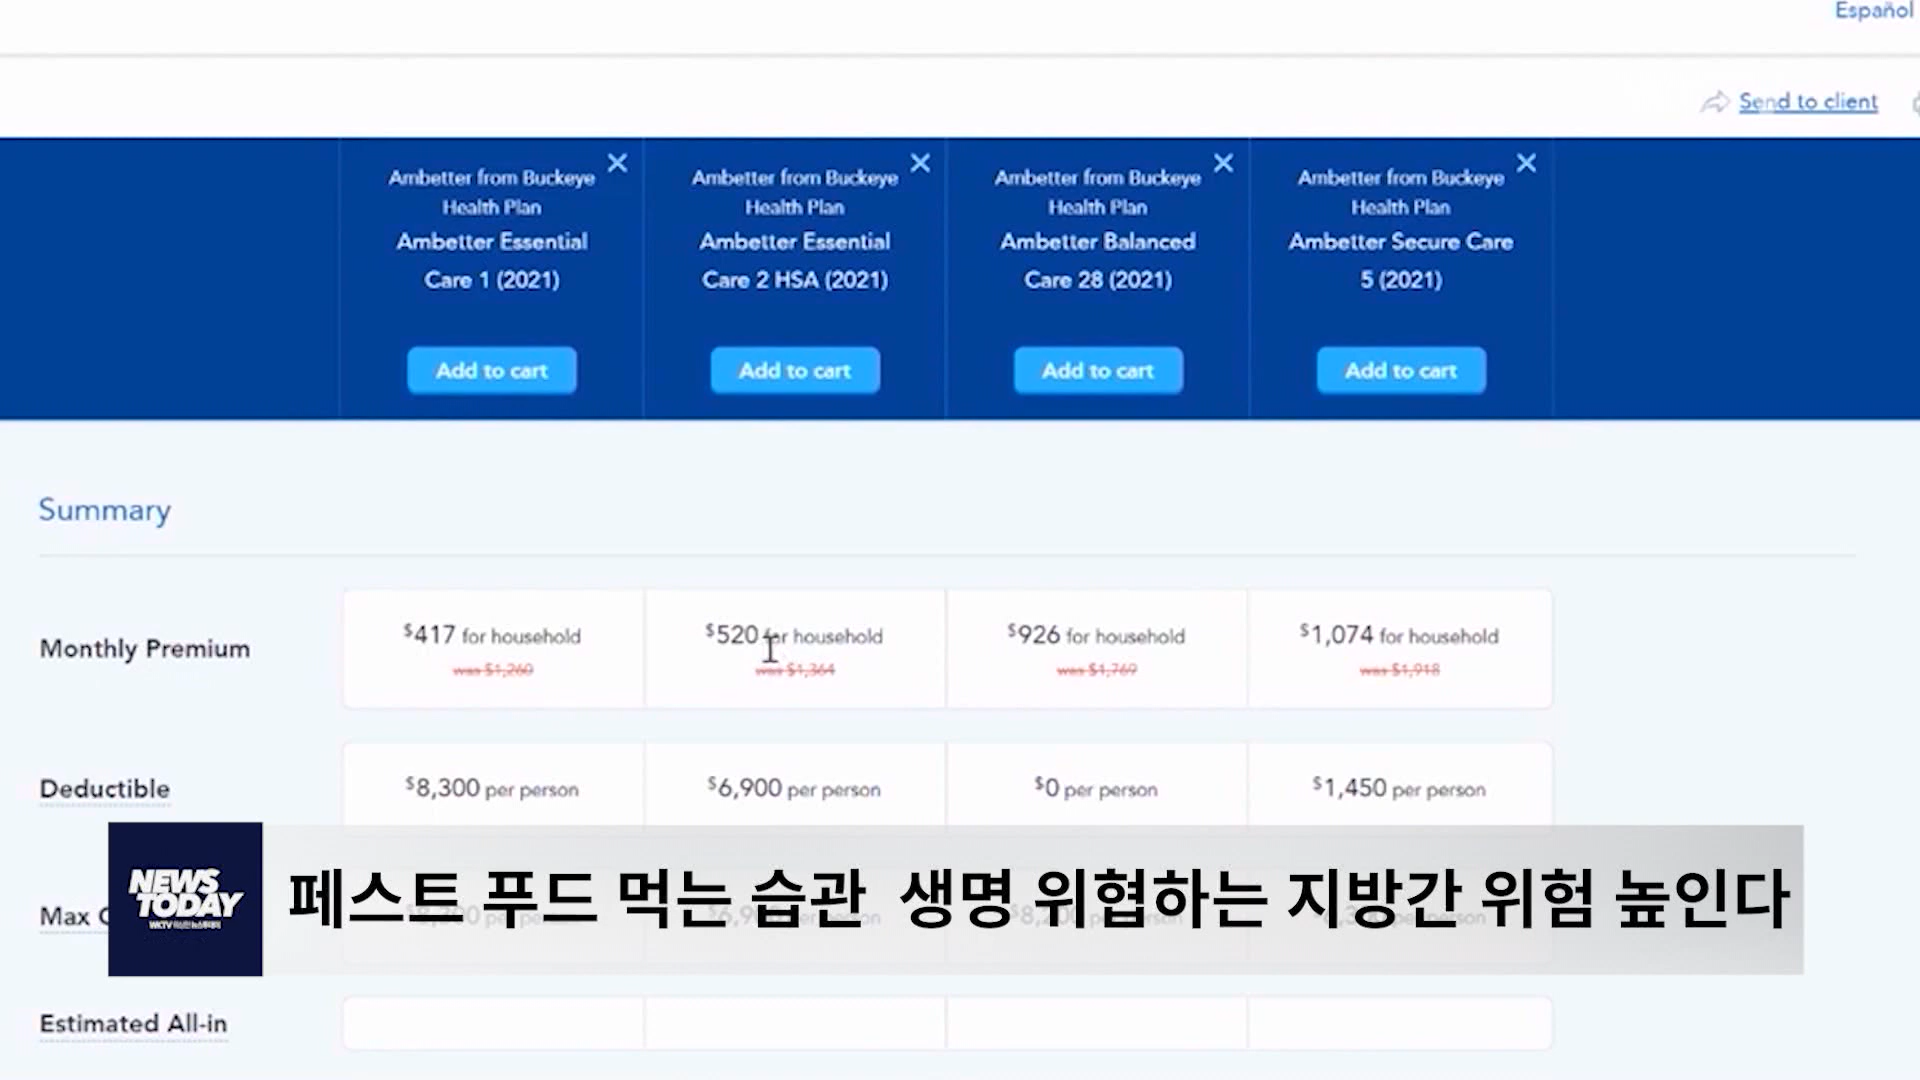 Español
Send to client
Ambetter from Buckeye
Health Plan
Ambetter Essential
Care 1 (2021)
Add to cart
Ambetter from Buckeye
Health Plan
Ambetter Essential
Care 2 HSA (2021)
Add to cart
Ambetter from Buckeye
Health Plan
Ambetter Balanced
Care 28 (2021)
Add to cart
Ambetter from Buckeye
Health Plan
Ambetter Secure Care
5 (2021)
Add to cart
Summary
Monthly Premium
$417 for household
was $1,260
$520 for household
was $1,364
$926 for household
was $1,769
$1,074 for household
was $1,918
Deductible
$8,300 per person
$6,900 per person
$0 per person
$1,450 per person
Max
NEWS
TODAY
WKTV
페스트 푸드 먹는 습관 생명 위협하는 지방간 위험 높인다
Estimated All-in